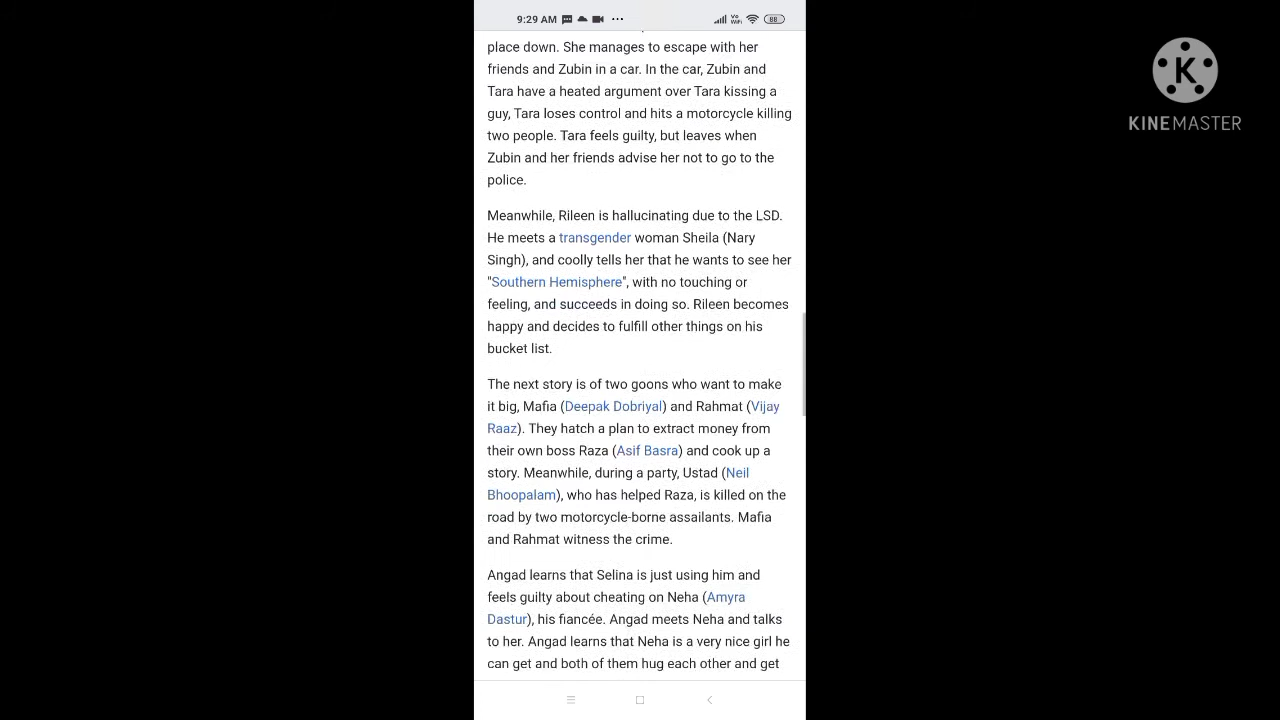 9:29 AM
Vo
WiFi
88
place down. She manages to escape with her
friends and Zubin in a car. In the car, Zubin and
Tara have a heated argument over Tara kissing a
guy, Tara loses control and hits a motorcycle killing
two people. Tara feels guilty, but leaves when
Zubin and her friends advise her not to go to the
police.
Meanwhile, Rileen is hallucinating due to the LSD.
He meets a transgender woman Sheila (Nary
Singh), and coolly tells her that he wants to see her
"Southern Hemisphere", with no touching or
feeling, and succeeds in doing so. Rileen becomes
happy and decides to fulfill other things on his
bucket list.
The next story is of two goons who want to make
it big, Mafia (Deepak Dobriyal) and Rahmat (Vijay
Raaz). They hatch a plan to extract money from
their own boss Raza (Asif Basra) and cook up a
story. Meanwhile, during a party, Ustad (Neil
Bhoopalam), who has helped Raza, is killed on the
road by two motorcycle-borne assailants. Mafia
and Rahmat witness the crime.
Angad learns that Selina is just using him and
feels guilty about cheating on Neha (Amyra
Dastur), his fiancée. Angad meets Neha and talks
to her. Angad learns that Neha is a very nice girl he
can get and both of them hug each other and get
K
KINEMASTER